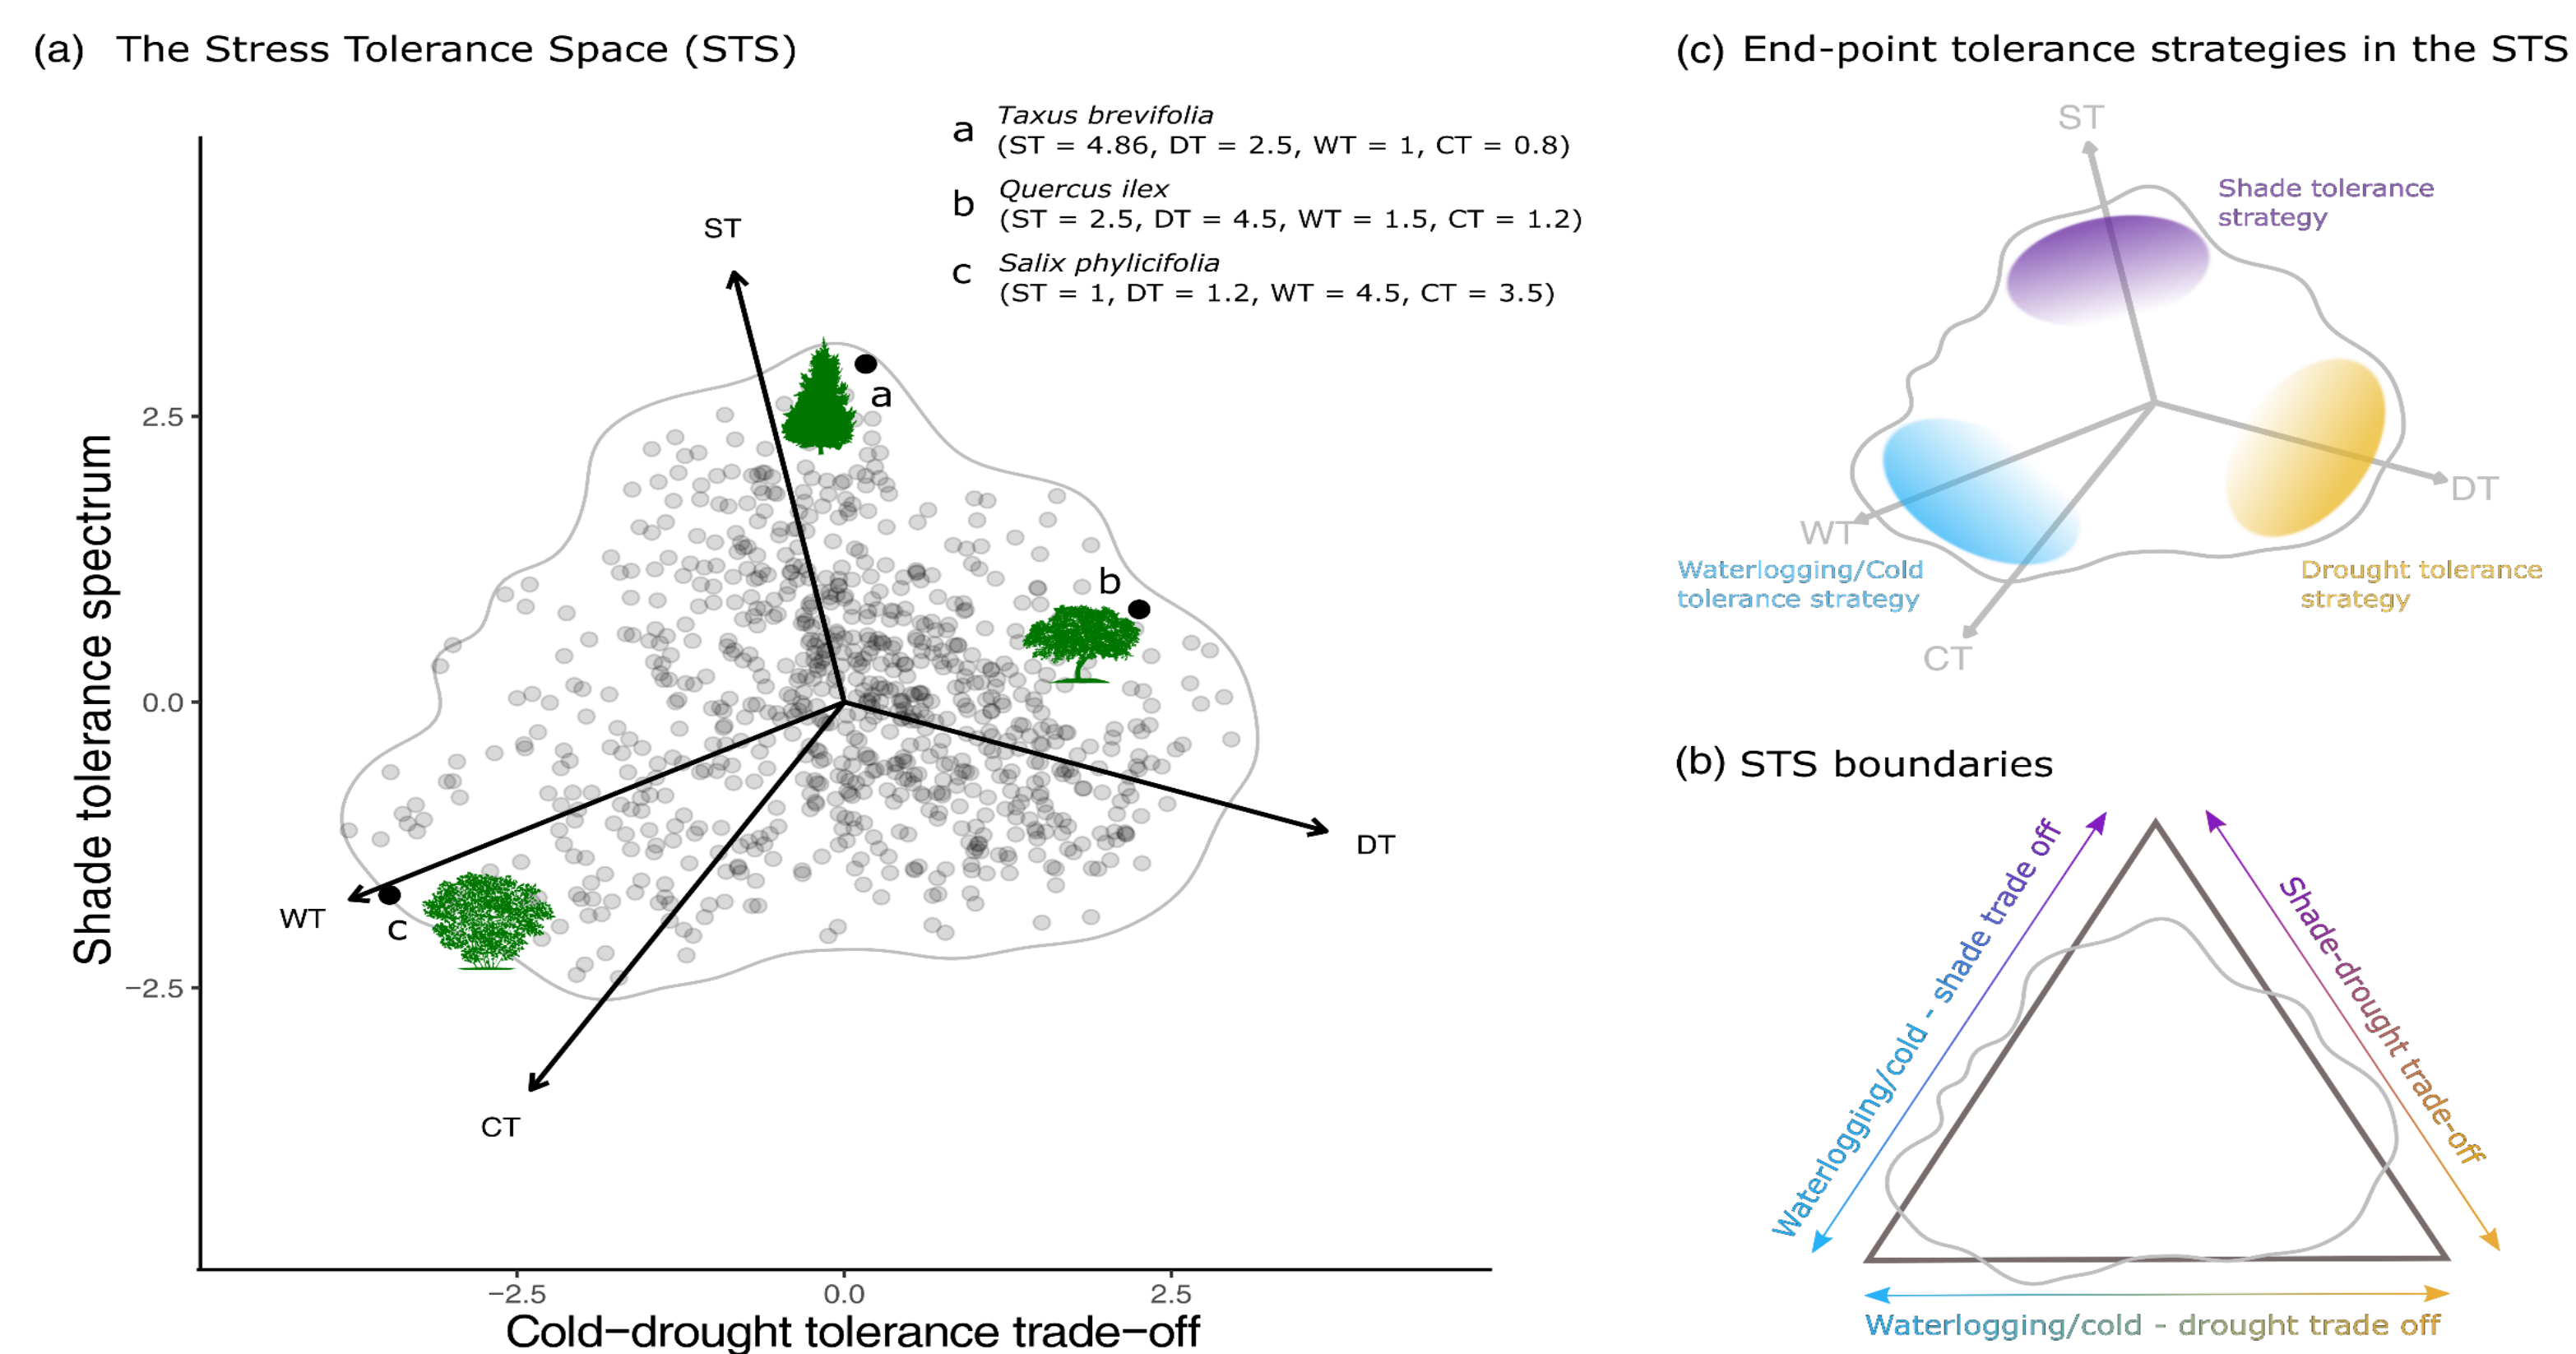 (a) The Stress Tolerance Space (STS)
a Taxus brevifolia
(ST = 4.86, DT = 2.5, WT = 1, CT = 0.8)
b Quercus ilex
(ST = 2.5, DT = 4.5, WT = 1.5, CT = 1.2)
c Salix phylicifolia
(ST = 1, DT = 1.2, WT = 4.5, CT = 3.5)
ST
a
b
DT
WT
c
CT
2.5
0.0
−2.5
Shade tolerance spectrum
−2.5
0.0
2.5
Cold−drought tolerance trade−off
(c) End-point tolerance strategies in the STS
ST
Shade tolerance
strategy
DT
WT
Waterlogging/Cold
tolerance strategy
Drought tolerance
strategy
CT
(b) STS boundaries
Waterlogging/cold - shade trade off
Shade-drought trade-off
Waterlogging/cold - drought trade off